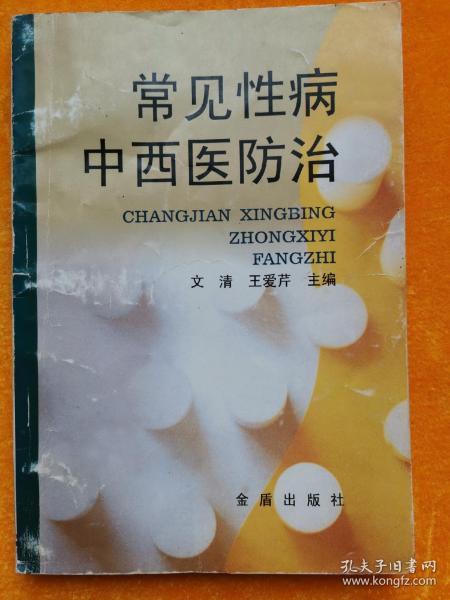 常见性病
中西医防治
CHANGJIAN XINGBING
ZHONGXIYI
FANGZHI
文清 王爱芹 主编
金盾出版社
孔夫子旧书网
www.kongfz.com